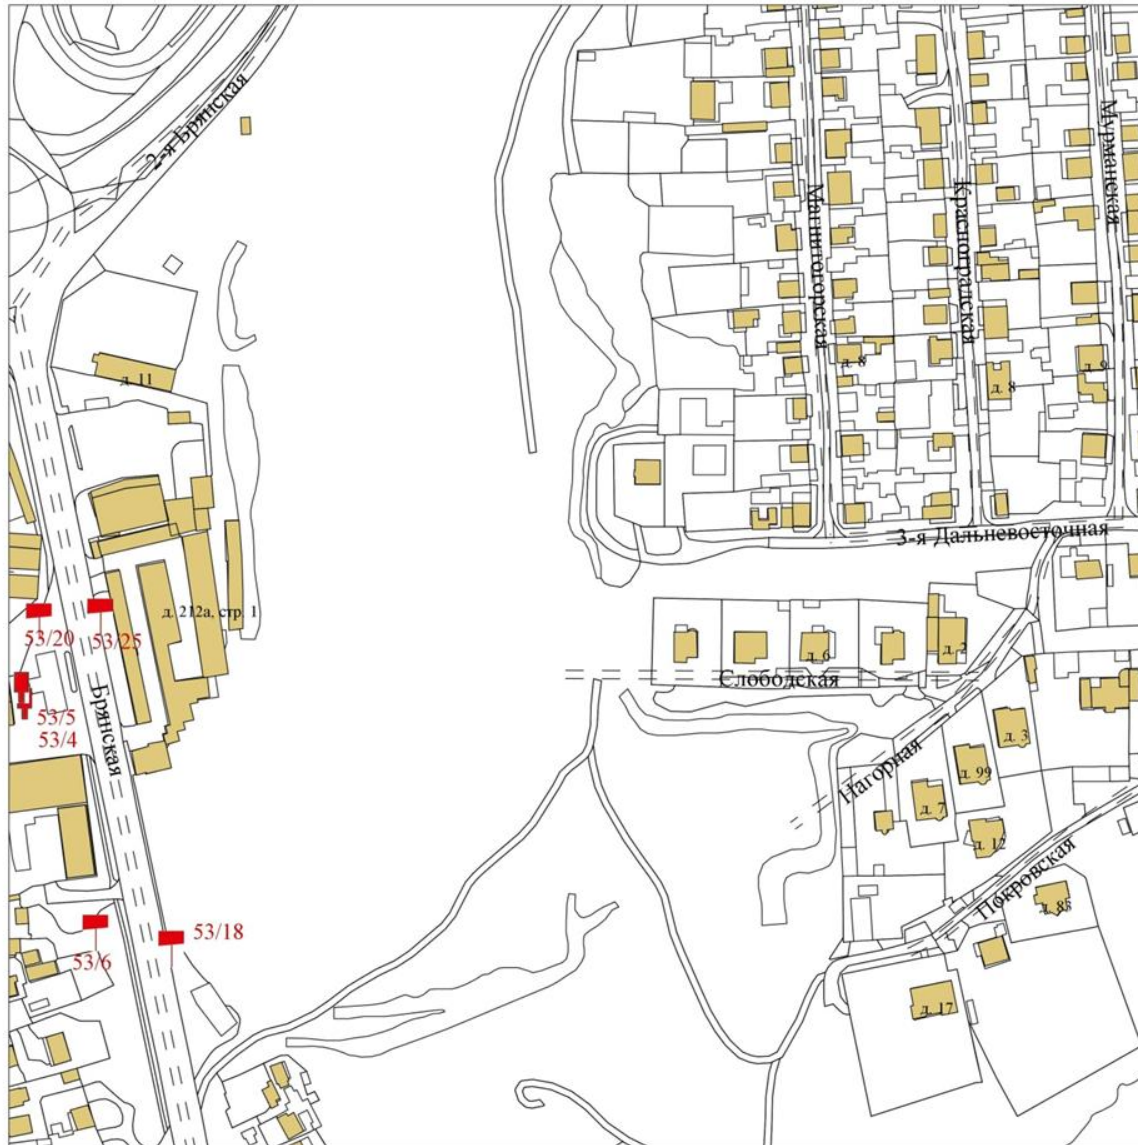 2-я Брянская
Магнитогорская
Красноградская
Мурманская
д. 11
д. 8
д. 8
д. 9
3-я Дальневосточная
53/20
53/25
д. 212а, стр. 1
53/5
53/4
Брянская
д. 6
д. 2
Слободская
д. 3
д. 99
Нагорная
д. 7
д. 12
Покровская
д. 83
53/18
53/6
д. 17